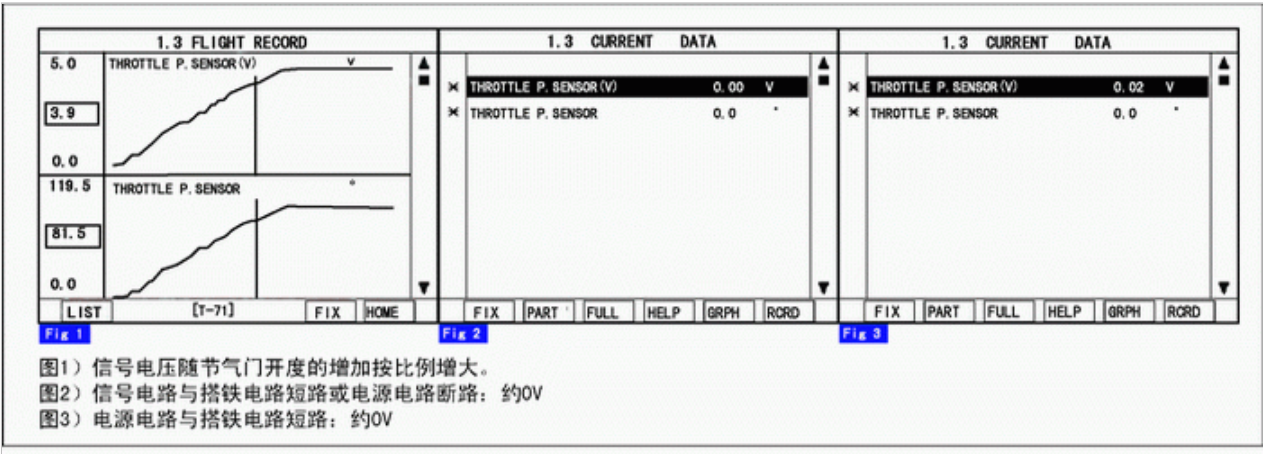 1.3 FLIGHT RECORD
5.0
THROTTLE P.SENSOR(V)
V
3.9
0.0
119.5
THROTTLE P.SENSOR
°
81.5
0.0
LIST
[T-71]
FIX
HOME
Fig 1
1.3 CURRENT DATA
× THROTTLE P.SENSOR(V) 0.00 V
× THROTTLE P.SENSOR 0.0 °
FIX PART FULL HELP GRPH RCRD
Fig 2
1.3 CURRENT DATA
× THROTTLE P.SENSOR(V) 0.02 V
× THROTTLE P.SENSOR 0.0 °
FIX PART FULL HELP GRPH RCRD
Fig 3
图1）信号电压随节气门开度的增加按比例增大。
图2）信号电路与搭铁电路短路或电源电路断路：约0V
图3）电源电路与搭铁电路短路：约0V